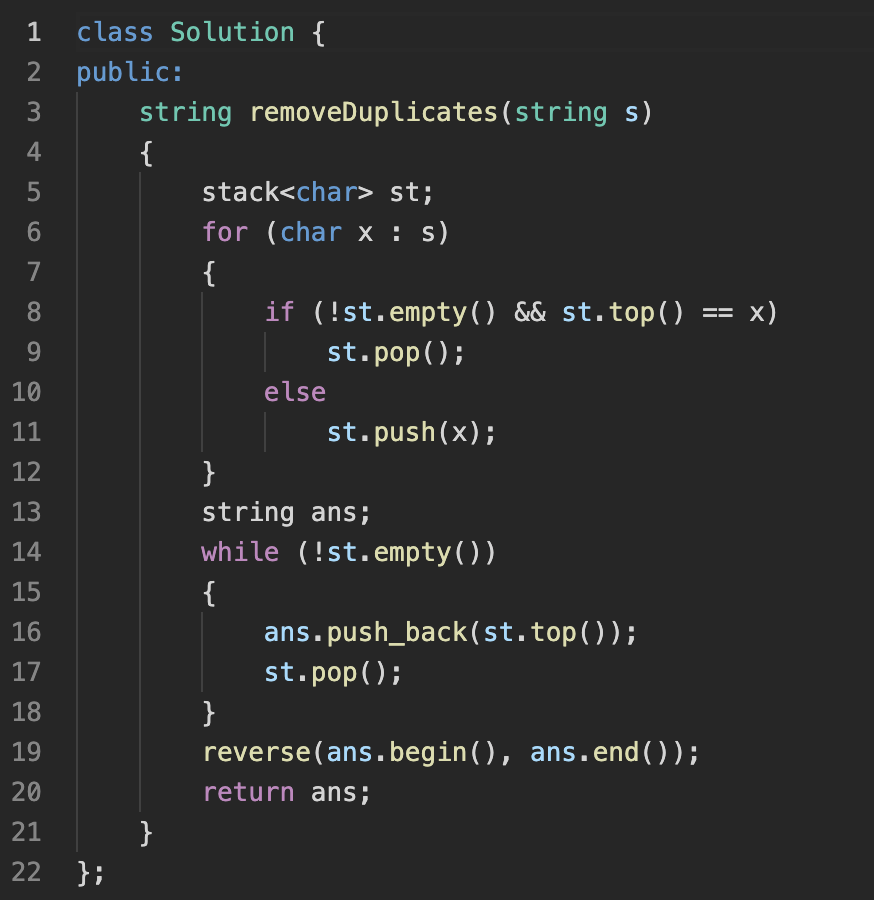 1 class Solution {
2 public:
3     string removeDuplicates(string s)
4     {
5         stack<char> st;
6         for (char x : s)
7         {
8             if (!st.empty() && st.top() == x)
9                 st.pop();
10             else
11                 st.push(x);
12         }
13         string ans;
14         while (!st.empty())
15         {
16             ans.push_back(st.top());
17             st.pop();
18         }
19         reverse(ans.begin(), ans.end());
20         return ans;
21     }
22 };